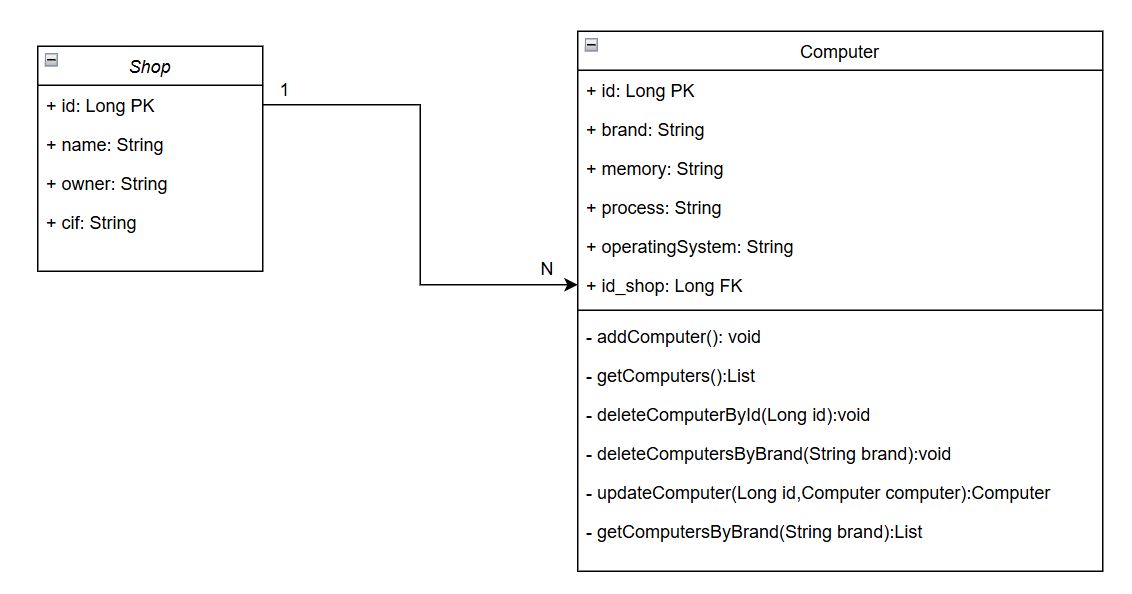 Shop
+ id: Long PK
+ name: String
+ owner: String
+ cif: String
1
N
Computer
+ id: Long PK
+ brand: String
+ memory: String
+ process: String
+ operatingSystem: String
+ id_shop: Long FK
- addComputer(): void
- getComputers():List
- deleteComputerById(Long id):void
- deleteComputersByBrand(String brand):void
- updateComputer(Long id,Computer computer):Computer
- getComputersByBrand(String brand):List